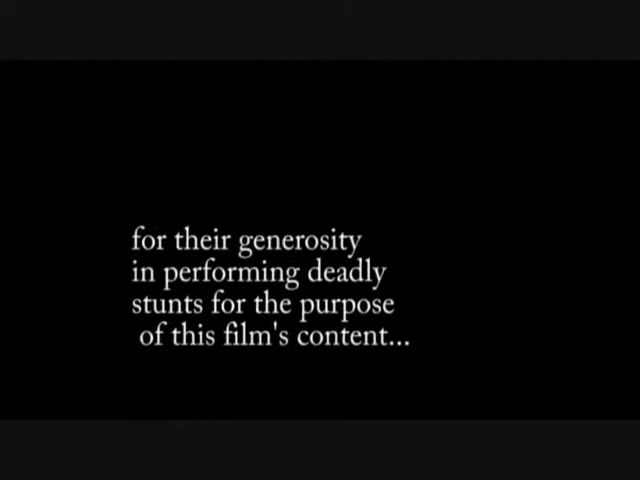 for their generosity
in performing deadly
stunts for the purpose
of this film's content...